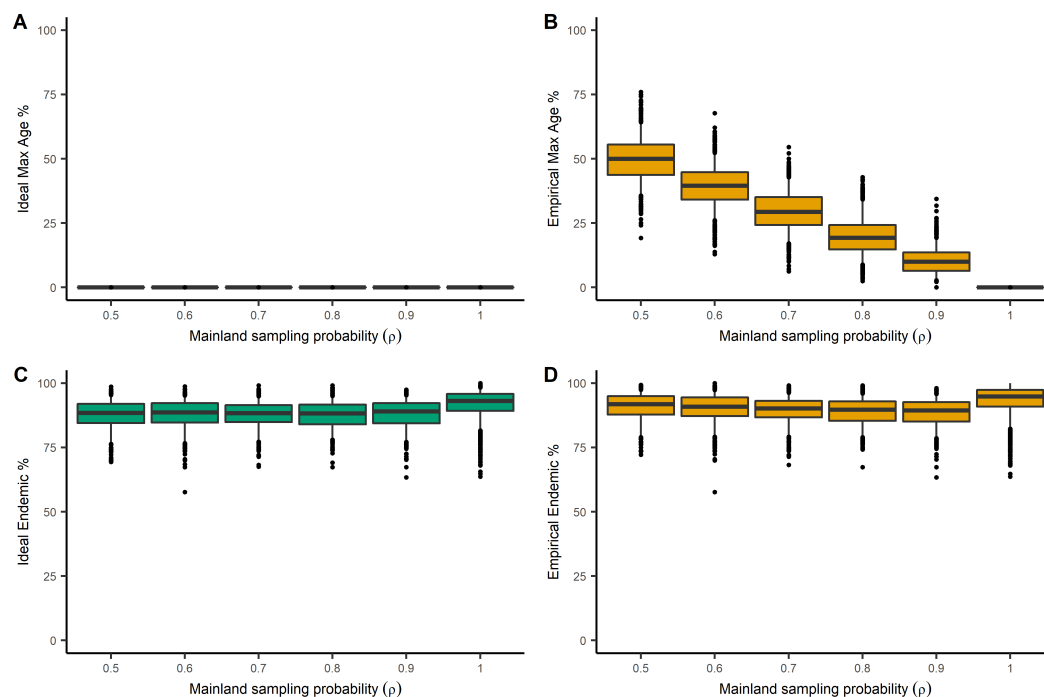 A
Ideal Max Age %
100
75
50
25
0
0.5 0.6 0.7 0.8 0.9 1
Mainland sampling probability (ρ)
B
Empirical Max Age %
100
75
50
25
0
0.5 0.6 0.7 0.8 0.9 1
Mainland sampling probability (ρ)
C
Ideal Endemic %
100
75
50
25
0
0.5 0.6 0.7 0.8 0.9 1
Mainland sampling probability (ρ)
D
Empirical Endemic %
100
75
50
25
0
0.5 0.6 0.7 0.8 0.9 1
Mainland sampling probability (ρ)